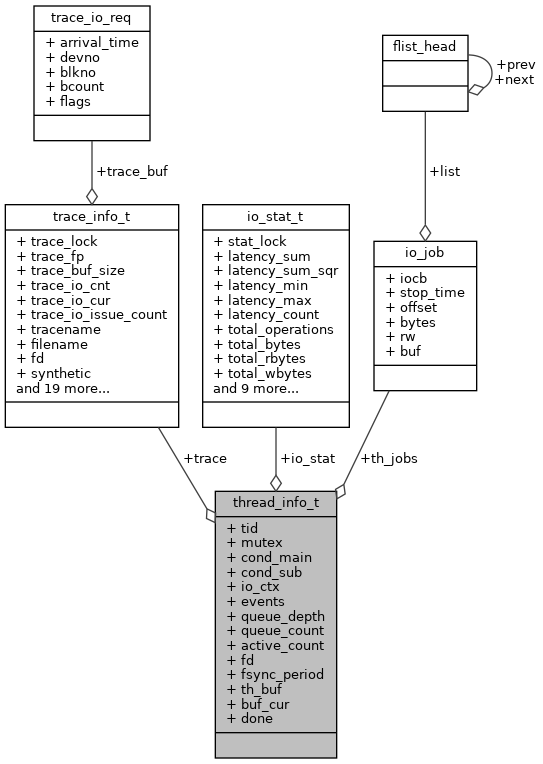 trace_io_req
+ arrival_time
+ devno
+ blkno
+ bcount
+ flags
flist_head
+prev
+next
+trace_buf
+list
trace_info_t
+ trace_lock
+ trace_fp
+ trace_buf_size
+ trace_io_cnt
+ trace_io_cur
+ trace_io_issue_count
+ tracename
+ filename
+ fd
+ synthetic
and 19 more...
io_stat_t
+ stat_lock
+ latency_sum
+ latency_sum_sqr
+ latency_min
+ latency_max
+ latency_count
+ total_operations
+ total_bytes
+ total_rbytes
+ total_wbytes
and 9 more...
io_job
+ iocb
+ stop_time
+ offset
+ bytes
+ rw
+ buf
+trace
+io_stat
+th_jobs
thread_info_t
+ tid
+ mutex
+ cond_main
+ cond_sub
+ io_ctx
+ events
+ queue_depth
+ queue_count
+ active_count
+ fd
+ fsync_period
+ th_buf
+ buf_cur
+ done